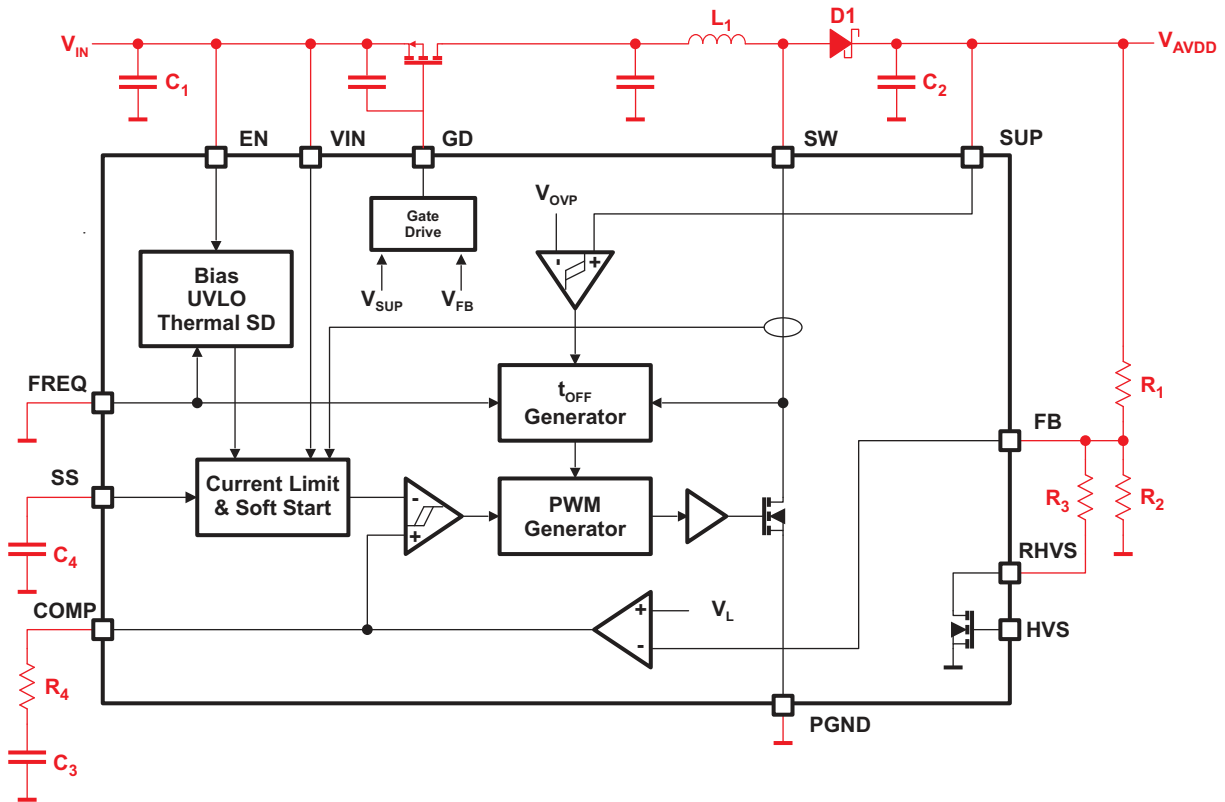 L1
D1
VIN
VAVDD
C1
C2
EN
VIN
GD
SW
SUP
VOVP
Gate
Drive
-
+
Bias
UVLO
Thermal SD
VSUP
VFB
FREQ
tOFF
Generator
R1
FB
SS
Current Limit
& Soft Start
-
+
PWM
Generator
R3
R2
C4
RHVS
COMP
+
-
VL
HVS
R4
PGND
C3